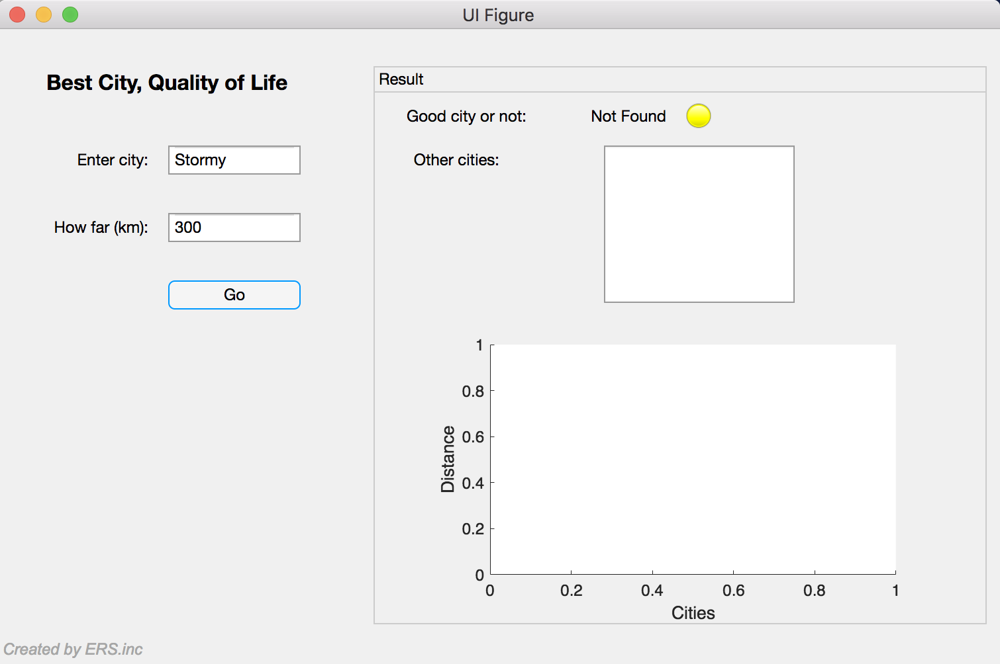 UI Figure
Best City, Quality of Life
Enter city: Stormy
How far (km): 300
Go
Result
Good city or not: Not Found
Other cities:
1
0.8
0.6
0.4
0.2
0
Distance
0 0.2 0.4 0.6 0.8 1
Cities
Created by ERS.inc